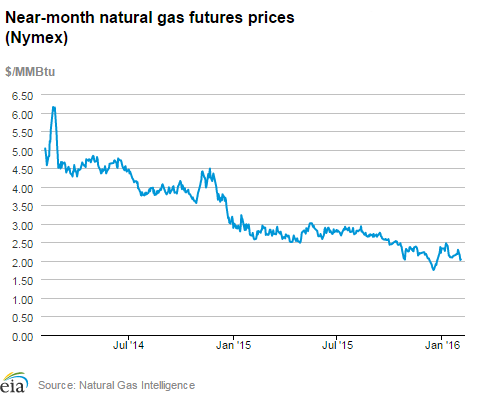 Near-month natural gas futures prices
(Nymex)
$/MMBtu
6.50
6.00
5.50
5.00
4.50
4.00
3.50
3.00
2.50
2.00
1.50
1.00
0.50
0.00
Jul '14
Jan '15
Jul '15
Jan '16
eia
Source: Natural Gas Intelligence